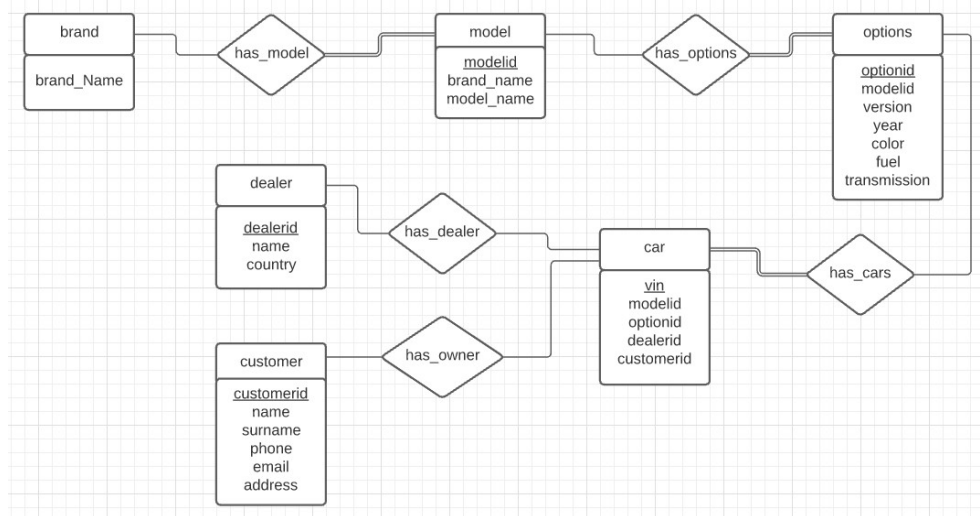 brand
brand_Name
has_model
model
modelid
brand_name
model_name
has_options
options
optionid
modelid
version
year
color
fuel
transmission
dealer
dealerid
name
country
has_dealer
car
vin
modelid
optionid
dealerid
customerid
has_cars
customer
customerid
name
surname
phone
email
address
has_owner